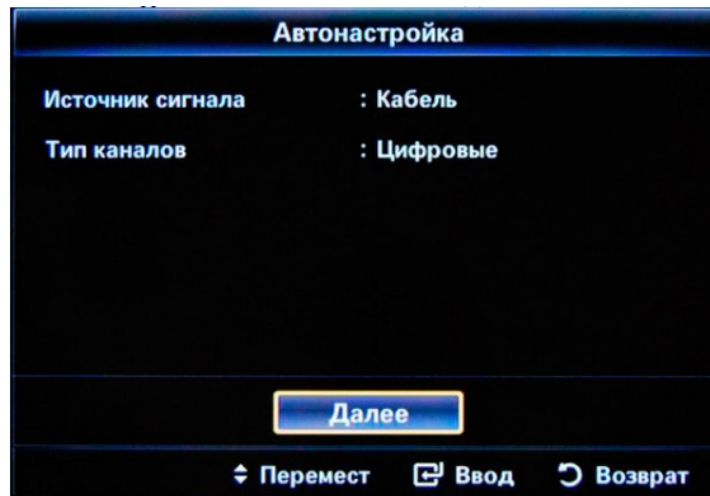 Автонастройка
Источник сигнала : Кабель
Тип каналов : Цифровые
Далее
Перемест Ввод Возврат